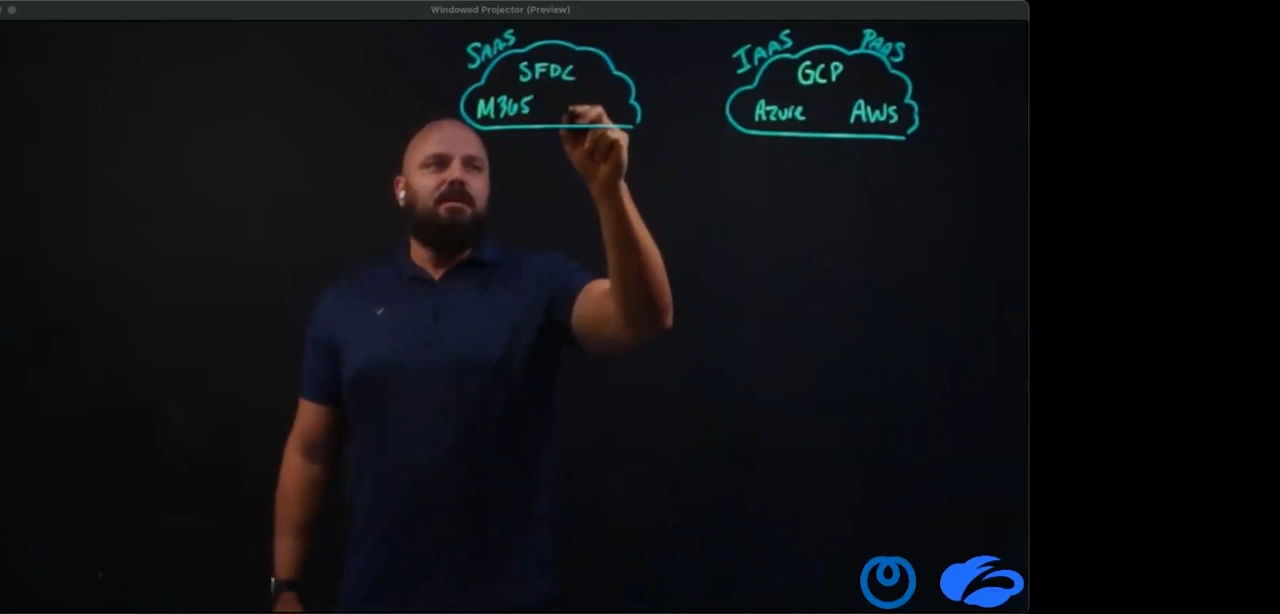 Windowed Projector (Preview)
SAAS
SFDC
M365
IAAS
PAAS
GCP
Azure
AWS